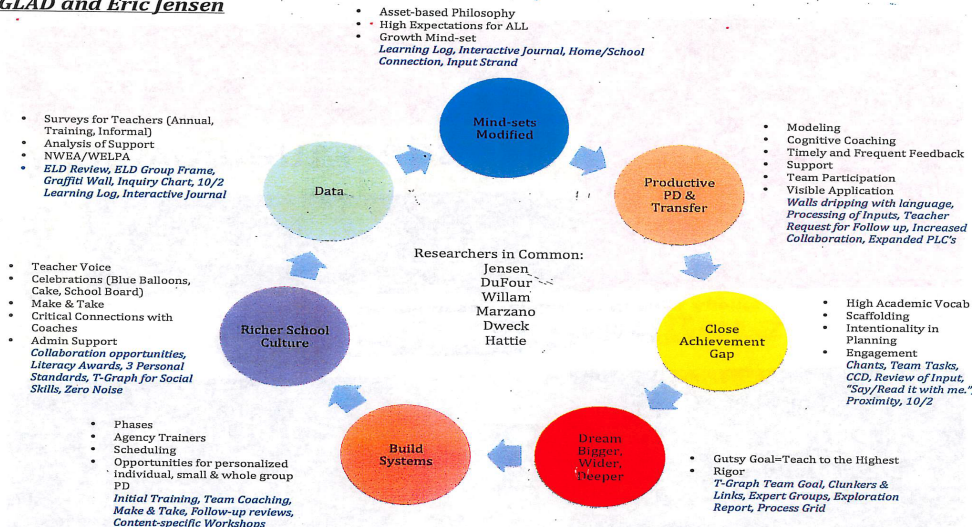 GLAD and Eric Jensen
• Asset-based Philosophy
• High Expectations for ALL
• Growth Mind-set
Learning Log, Interactive Journal, Home/School
Connection, Input Strand
Mind-sets
Modified
• Modeling
• Cognitive Coaching
• Timely and Frequent Feedback
• Support
• Team Participation
• Visible Application
Walls dripping with language,
Processing of Inputs, Teacher
Request for Follow up, Increased
Collaboration, Expanded PLC's
Productive
PD &
Transfer
• High Academic Vocab
• Scaffolding
• Intentionality in
Planning
• Engagement
Chants, Team Tasks,
CCD, Review of Input,
"Say/Read it with me.",
Proximity, 10/2
Close
Achievement
Gap
• Gutsy Goal=Teach to the Highest
• Rigor
T-Graph Team Goal, Clunkers &
Links, Expert Groups, Exploration
Report, Process Grid
Dream
Bigger,
Wider,
Deeper
Build
Systems
• Phases
• Agency Trainers
• Scheduling
• Opportunities for personalized
individual, small & whole group
PD
Initial Training, Team Coaching,
Make & Take, Follow-up reviews,
Content-specific Workshops
Richer School
Culture
• Teacher Voice
• Celebrations (Blue Balloons,
Cake, School Board)
• Make & Take
• Critical Connections with
Coaches
• Admin Support
Collaboration opportunities,
Literacy Awards, 3 Personal
Standards, T-Graph for Social
Skills, Zero Noise
Data
• Surveys for Teachers (Annual,
Training, Informal)
• Analysis of Support
• NWEA/WELPA
• ELD Review, ELD Group Frame,
Graffiti Wall, Inquiry Chart, 10/2
Learning Log, Interactive Journal
Researchers in Common:
Jensen
DuFour
Willam
Marzano
Dweck
Hattie